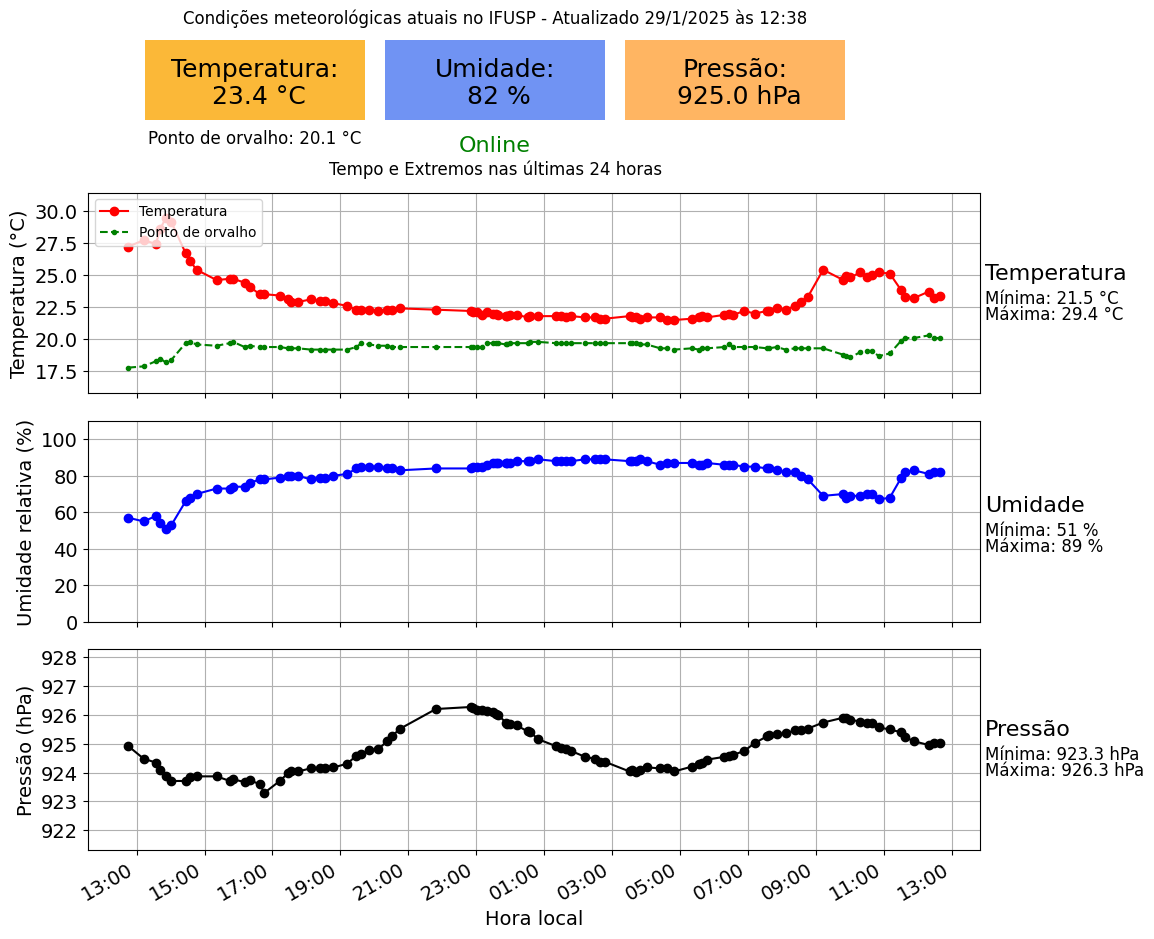 Condições meteorológicas atuais no IFUSP - Atualizado 29/1/2025 às 12:38
Temperatura:
23.4 °C
Umidade:
82 %
Pressão:
925.0 hPa
Ponto de orvalho: 20.1 °C
Online
Tempo e Extremos nas últimas 24 horas
Temperatura (°C)
30.0
27.5
25.0
22.5
20.0
17.5
Temperatura
Ponto de orvalho
Temperatura
Mínima: 21.5 °C
Máxima: 29.4 °C
Umidade relativa (%)
100
80
60
40
20
0
Umidade
Mínima: 51 %
Máxima: 89 %
Pressão (hPa)
928
927
926
925
924
923
922
Pressão
Mínima: 923.3 hPa
Máxima: 926.3 hPa
13:00 15:00 17:00 19:00 21:00 23:00 01:00 03:00 05:00 07:00 09:00 11:00 13:00
Hora local